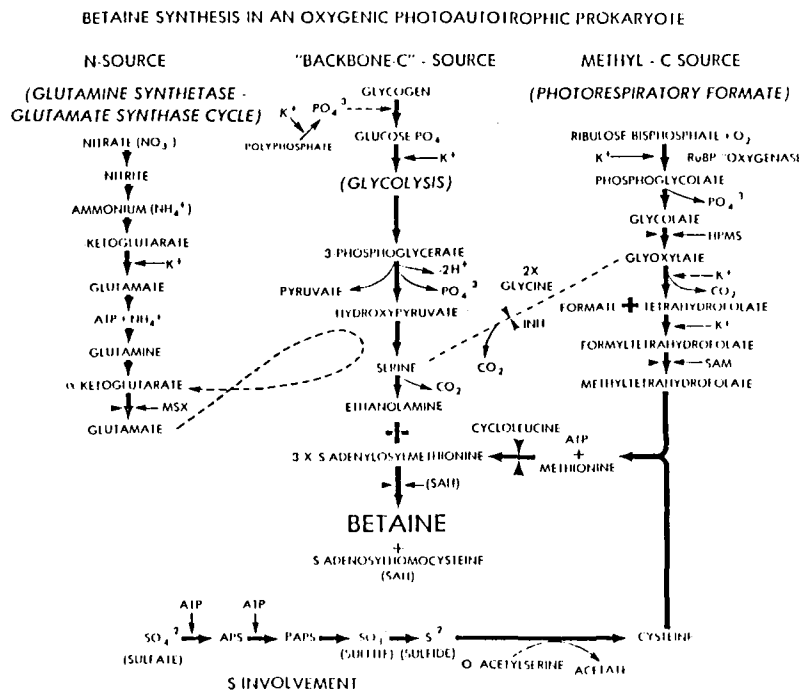 BETAINE SYNTHESIS IN AN OXYGENIC PHOTOAUTOTROPHIC PROKARYOTE
N-SOURCE
(GLUTAMINE SYNTHETASE -
GLUTAMATE SYNTHASE CYCLE)
NITRATE (NO3-)
NITRITE
AMMONIUM (NH4+)
KETOGLUTARATE
K+
GLUTAMATE
ATP + NH4+
GLUTAMINE
α KETOGLUTARATE
MSX
GLUTAMATE
"BACKBONE-C" - SOURCE
GLYCOGEN
K+ PO4 3
POLYPHOSPHATE
GLUCOSE PO4
K+
(GLYCOLYSIS)
3-PHOSPHOGLYCERATE
-2H+
PYRUVATE PO4 3
HYDROXYPYRUVATE
SERINE
CO2
ETHANOLAMINE
+
3 X S ADENYLOSYLMETHIONINE
(SAH)
BETAINE
+
S ADENOSYLHOMOCYSTEINE
(SAH)
2X
GLYCINE
INH
CO2
METHYL - C SOURCE
(PHOTORESPIRATORY FORMATE)
RIBULOSE BISPHOSPHATE + O2
K+ RuBP OXYGENASE
PHOSPHOGLYCOLATE
PO4 3
GLYCOLATE
HPMS
GLYOXYLATE
K+
CO2
FORMATE + TETRAHYDROFOLATE
K+
FORMYLTETRAHYDROFOLATE
SAM
METHYLTETRAHYDROFOLATE
CYCLOLEUCINE
ATP
+
METHIONINE
ATP ATP
SO4 2 APS PAPS SO3 S 2 CYSTEINE
(SULFATE) (SULFITE) (SULFIDE)
O ACETYLSERINE ACETATE
S INVOLVEMENT